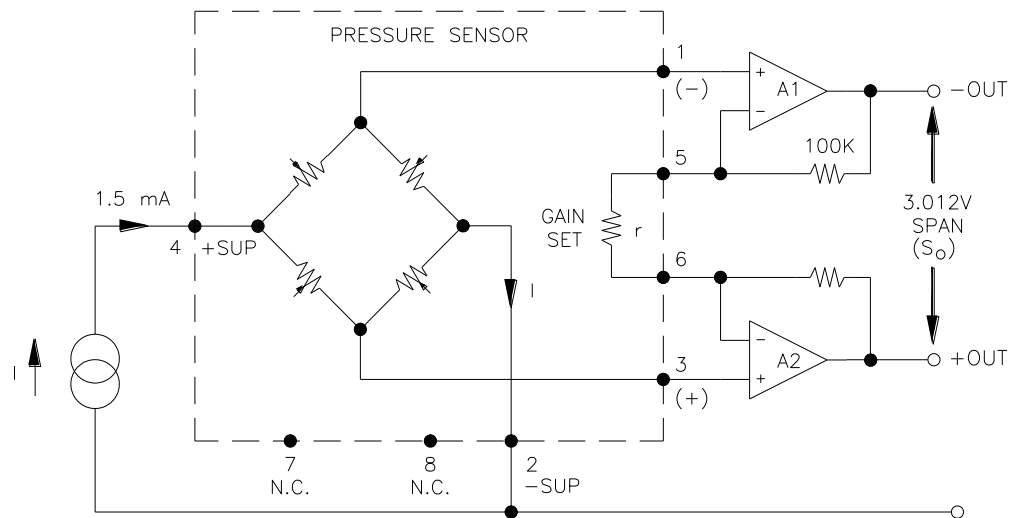 PRESSURE SENSOR
1
(-)
+
A1
-
-OUT
100K
5
1.5 mA
GAIN
SET
r
3.012V
SPAN
(So)
4
+SUP
6
I
I
-
A2
+
+OUT
3
(+)
7
N.C.
8
N.C.
2
-SUP